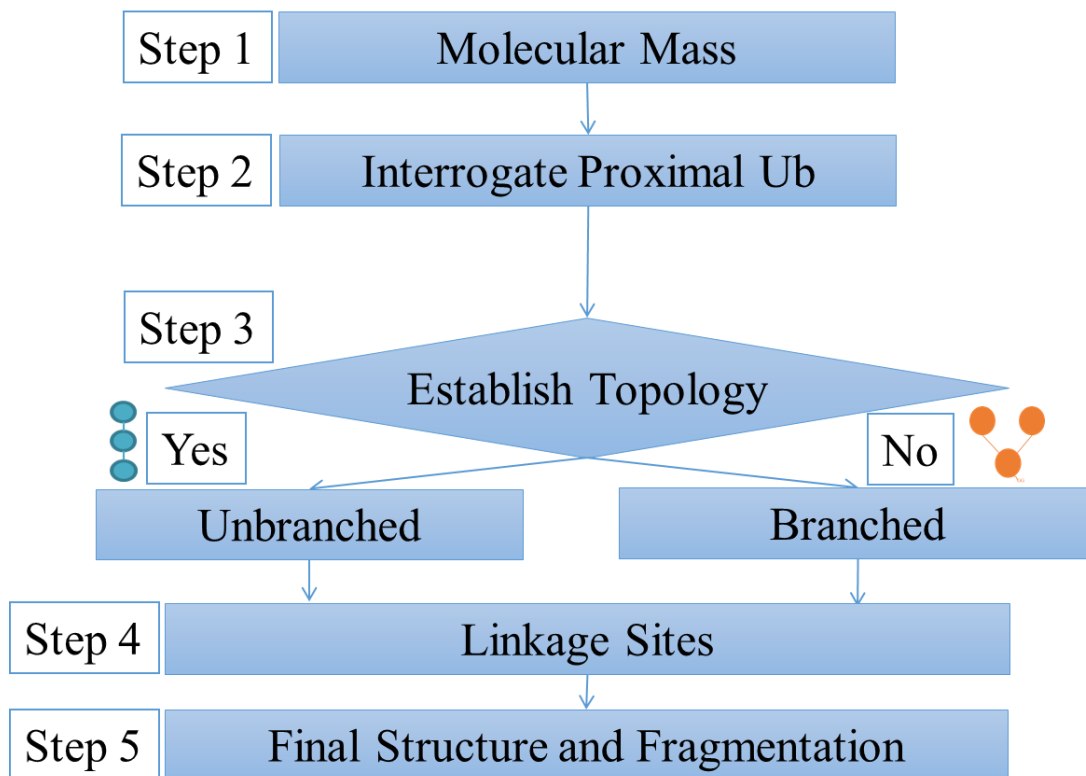 Step 1
Molecular Mass
Step 2
Interrogate Proximal Ub
Step 3
Establish Topology
Yes
No
Unbranched
Branched
Step 4
Linkage Sites
Step 5
Final Structure and Fragmentation